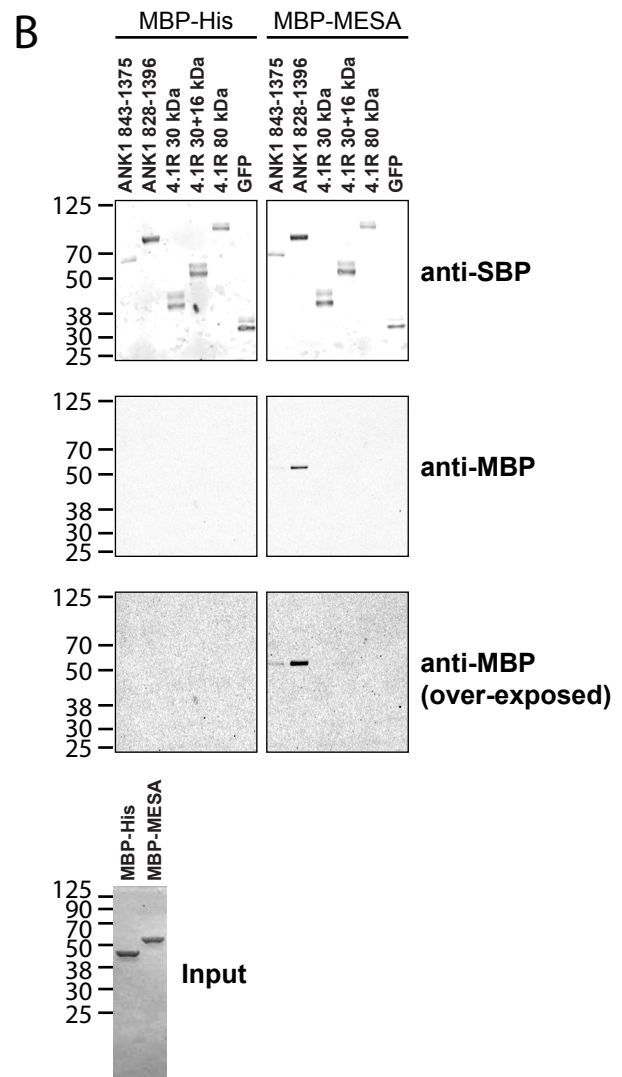 B
MBP-His MBP-MESA
ANK1 843-1375
ANK1 828-1396
4.1R 30 kDa
4.1R 30+16 kDa
4.1R 80 kDa
GFP
ANK1 843-1375
ANK1 828-1396
4.1R 30 kDa
4.1R 30+16 kDa
4.1R 80 kDa
GFP
125
70
50
38
30
25
anti-SBP
125
70
50
38
30
25
anti-MBP
125
70
50
38
30
25
anti-MBP
(over-exposed)
MBP-His
MBP-MESA
125
90
70
50
38
30
25
Input